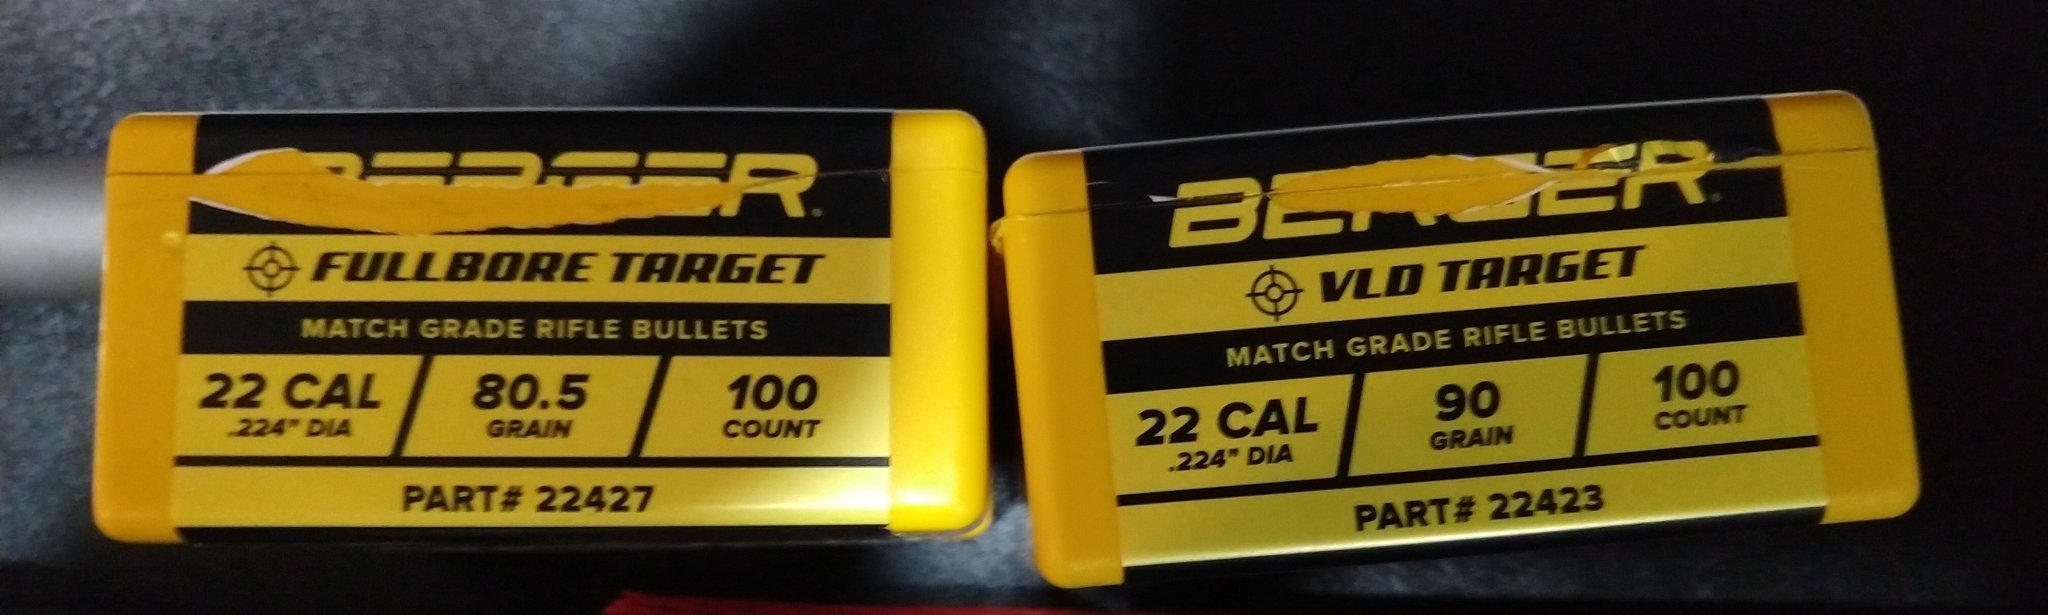 BERGER®
FULLBORE TARGET
MATCH GRADE RIFLE BULLETS
22 CAL
.224" DIA
80.5
GRAIN
100
COUNT
PART# 22427
BERGER®
VLD TARGET
MATCH GRADE RIFLE BULLETS
22 CAL
.224" DIA
90
GRAIN
100
COUNT
PART# 22423